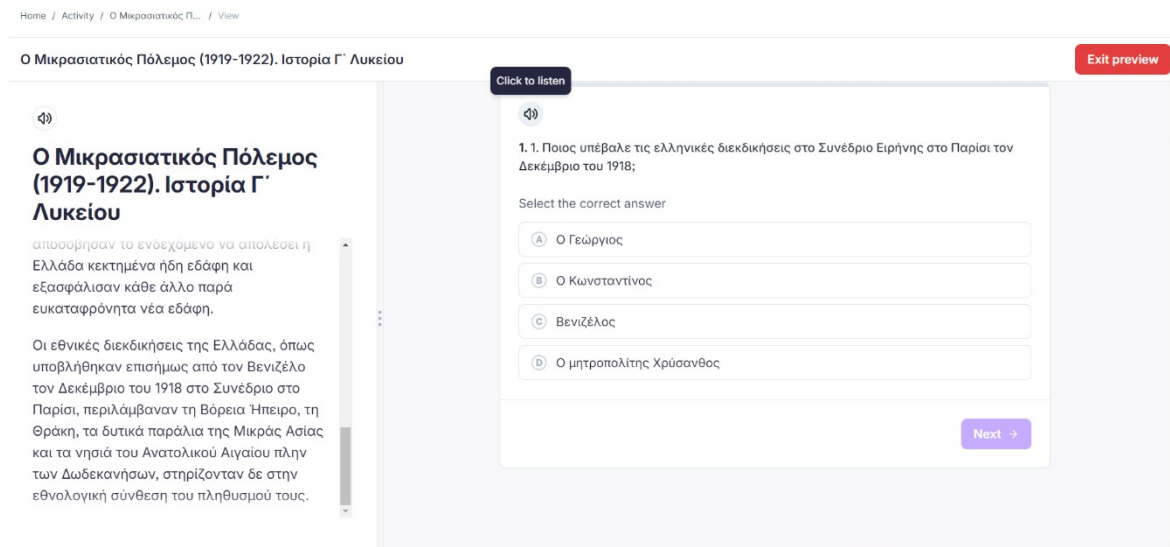 Home / Activity / Ο Μικρασιατικός Π... / View
Ο Μικρασιατικός Πόλεμος (1919-1922). Ιστορία Γ΄ Λυκείου
Exit preview
Click to listen
Ο Μικρασιατικός Πόλεμος
(1919-1922). Ιστορία Γ΄
Λυκείου
αποσόβησαν το ενδεχόμενο να απολέσει η
Ελλάδα κεκτημένα ήδη εδάφη και
εξασφάλισαν κάθε άλλο παρά
ευκαταφρόνητα νέα εδάφη.
Οι εθνικές διεκδικήσεις της Ελλάδας, όπως
υποβλήθηκαν επισήμως από τον Βενιζέλο
τον Δεκέμβριο του 1918 στο Συνέδριο στο
Παρίσι, περιλάμβαναν τη Βόρεια Ήπειρο, τη
Θράκη, τα δυτικά παράλια της Μικράς Ασίας
και τα νησιά του Ανατολικού Αιγαίου πλην
των Δωδεκανήσων, στηρίζονταν δε στην
εθνολογική σύνθεση του πληθυσμού τους.
1. 1. Ποιος υπέβαλε τις ελληνικές διεκδικήσεις στο Συνέδριο Ειρήνης στο Παρίσι τον
Δεκέμβριο του 1918;
Select the correct answer
A Ο Γεώργιος
B Ο Κωνσταντίνος
C Βενιζέλος
D Ο μητροπολίτης Χρύσανθος
Next →